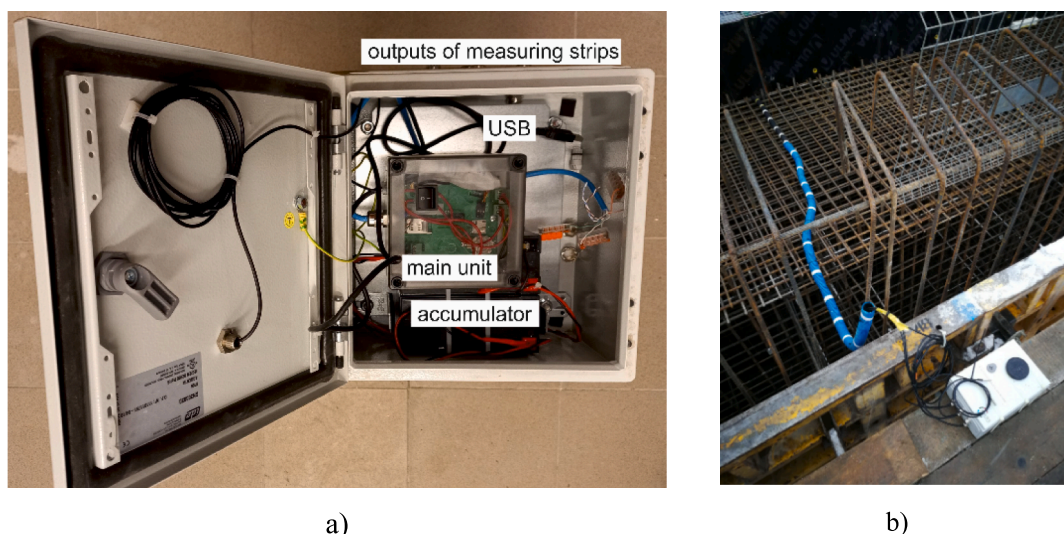 outputs of measuring strips
USB
main unit
accumulator
a)
b)